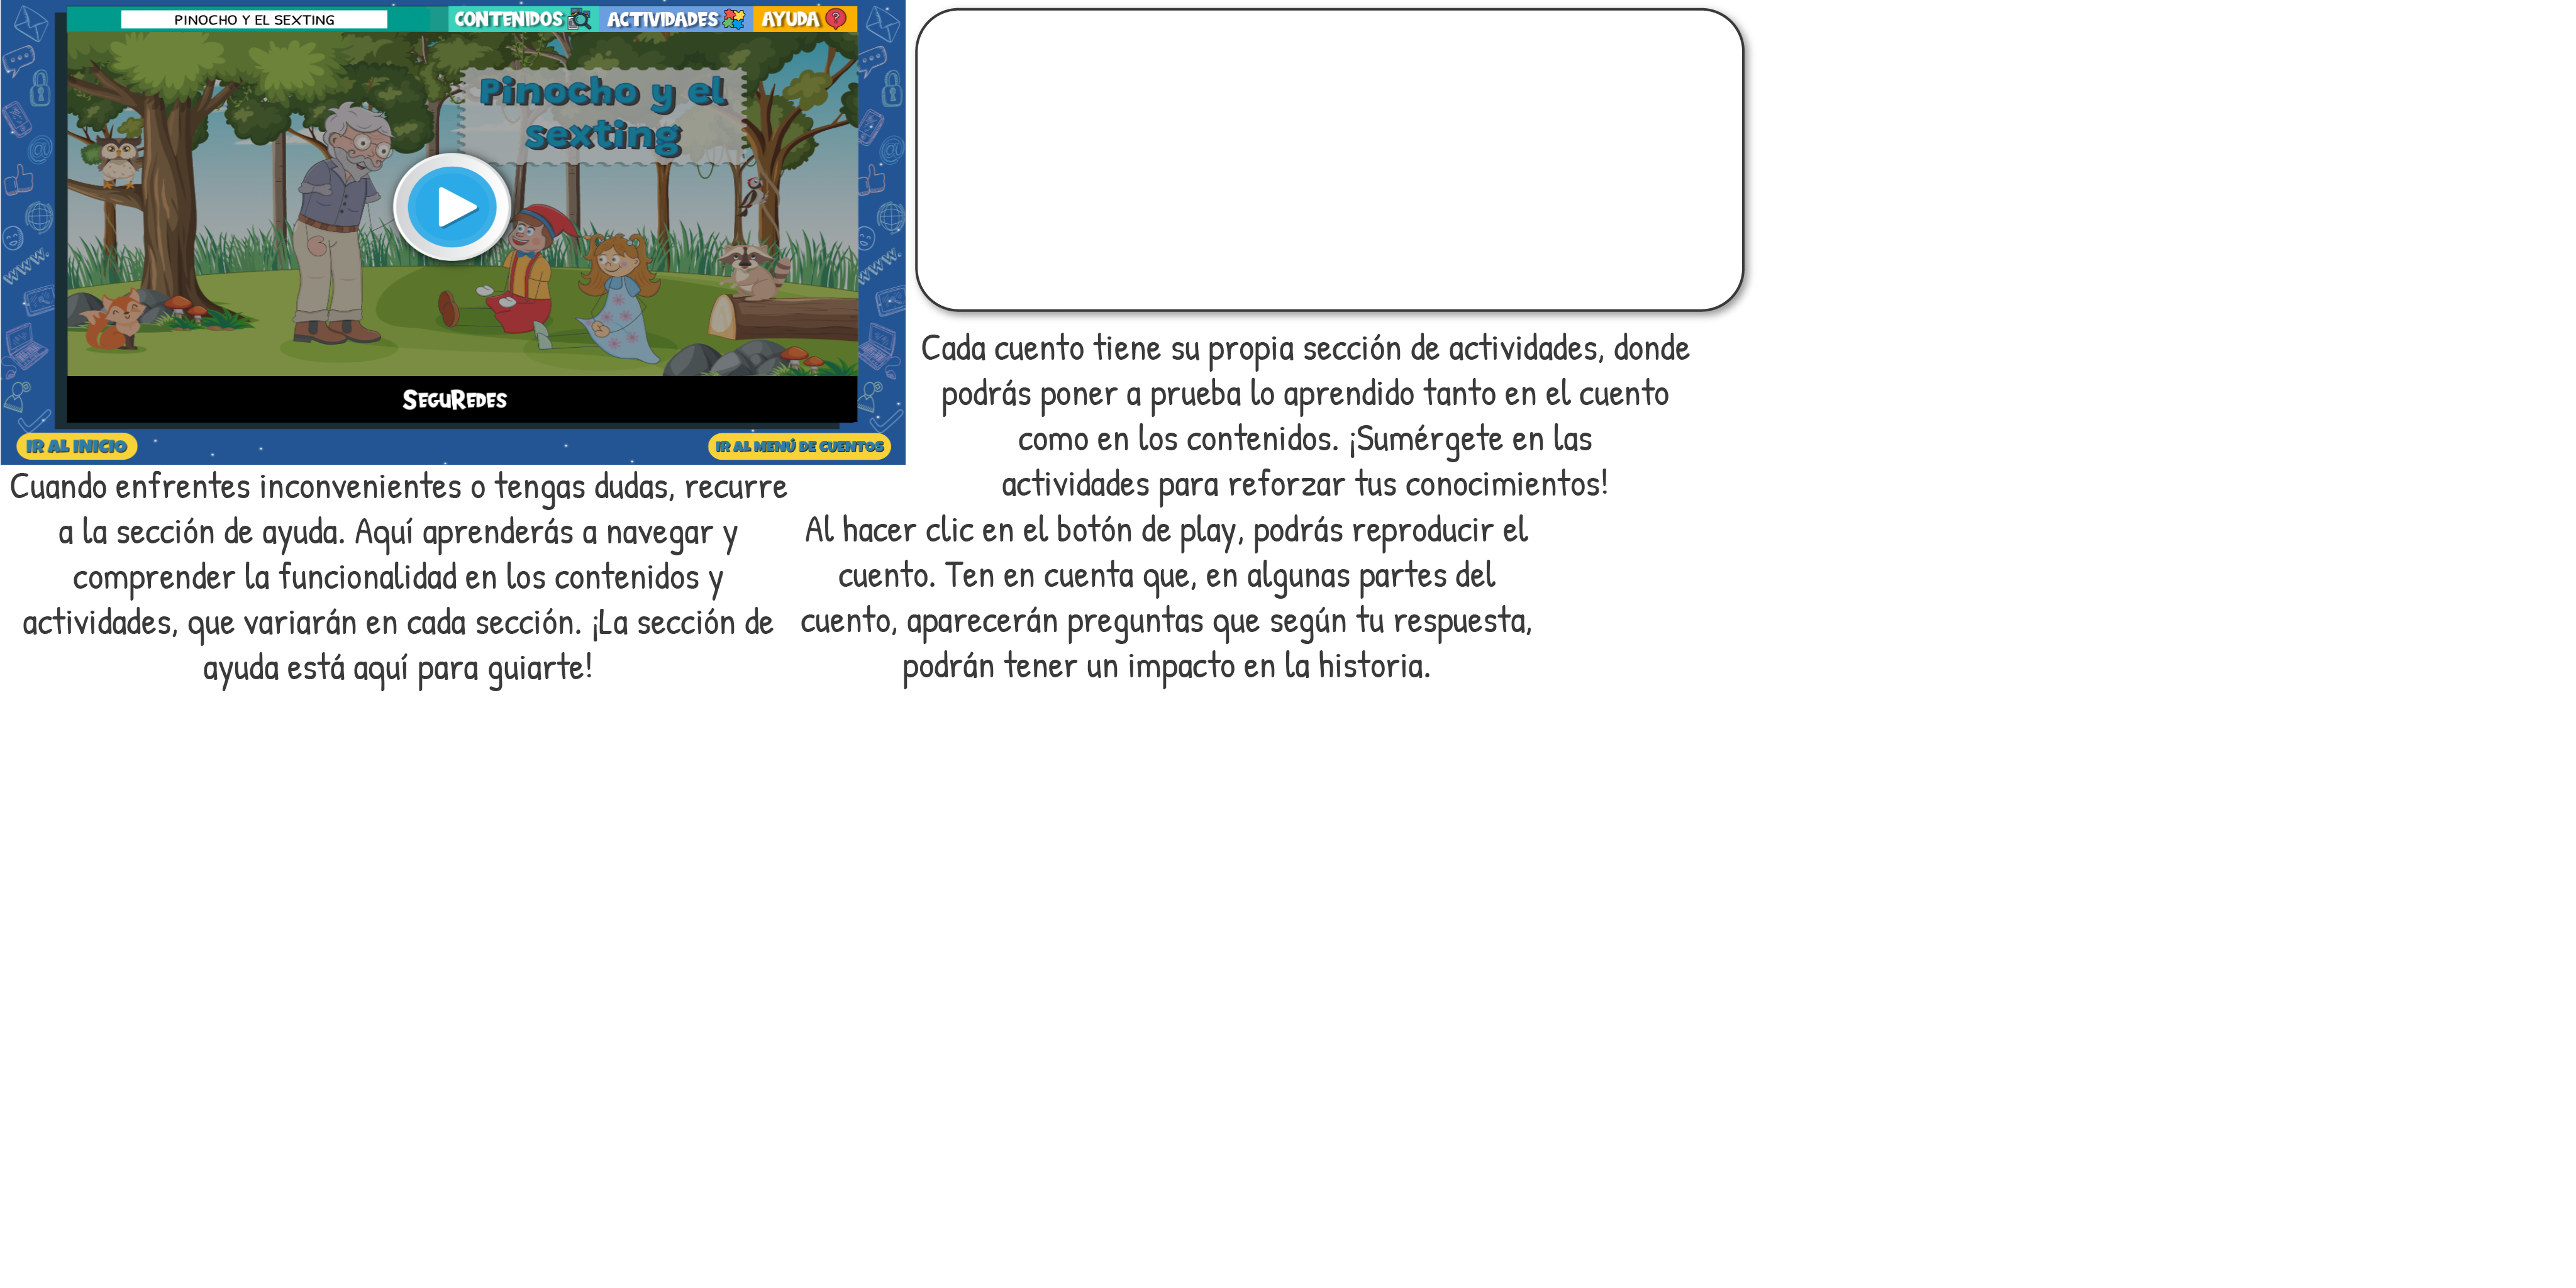 PINOCHO Y EL SEXTING
CONTENIDOS
ACTIVIDADES
AYUDA
Pinocho y el
sexting
SEGUREDES
IR AL INICIO
IR AL MENÚ DE CUENTOS
www.
www.
Cada cuento tiene su propia sección de actividades, donde
podrás poner a prueba lo aprendido tanto en el cuento
como en los contenidos. ¡Sumérgete en las
actividades para reforzar tus conocimientos!
Cuando enfrentes inconvenientes o tengas dudas, recurre
a la sección de ayuda. Aquí aprenderás a navegar y
comprender la funcionalidad en los contenidos y
actividades, que variarán en cada sección. ¡La sección de
ayuda está aquí para guiarte!
Al hacer clic en el botón de play, podrás reproducir el
cuento. Ten en cuenta que, en algunas partes del
cuento, aparecerán preguntas que según tu respuesta,
podrán tener un impacto en la historia.